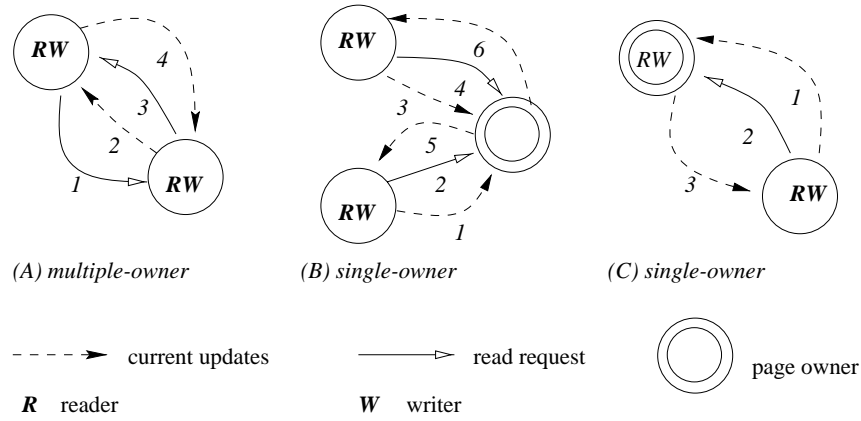 RW
4
3
2
1
RW
RW
6
4
3
5
2
RW
1
RW
1
2
3
RW
(A) multiple-owner
(B) single-owner
(C) single-owner
current updates
read request
page owner
R reader
W writer